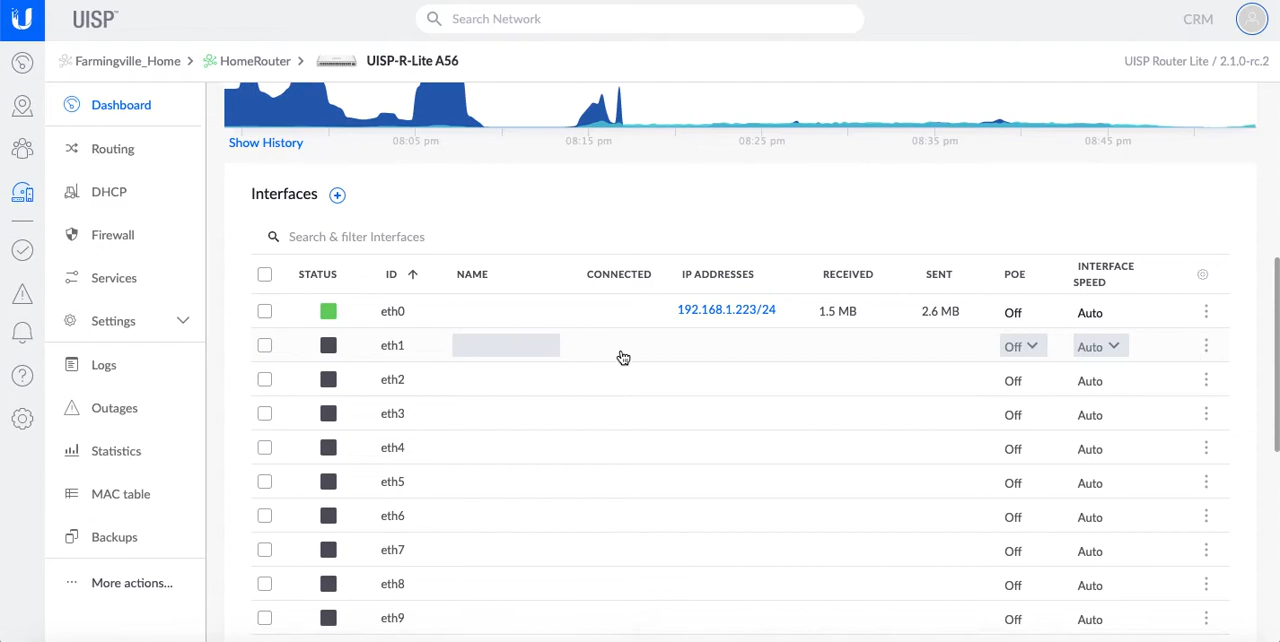 UISP™
Search Network
CRM
Farmingville_Home > HomeRouter > UISP-R-Lite A56
UISP Router Lite / 2.1.0-rc.2
Dashboard
Routing
DHCP
Firewall
Services
Settings
Logs
Outages
Statistics
MAC table
Backups
More actions...
08:05 pm 08:15 pm 08:25 pm 08:35 pm 08:45 pm
Show History
Interfaces
Search & filter Interfaces
STATUS ID NAME CONNECTED IP ADDRESSES RECEIVED SENT POE INTERFACE SPEED
eth0 192.168.1.223/24 1.5 MB 2.6 MB Off Auto
eth1 Off Auto
eth2 Off Auto
eth3 Off Auto
eth4 Off Auto
eth5 Off Auto
eth6 Off Auto
eth7 Off Auto
eth8 Off Auto
eth9 Off Auto